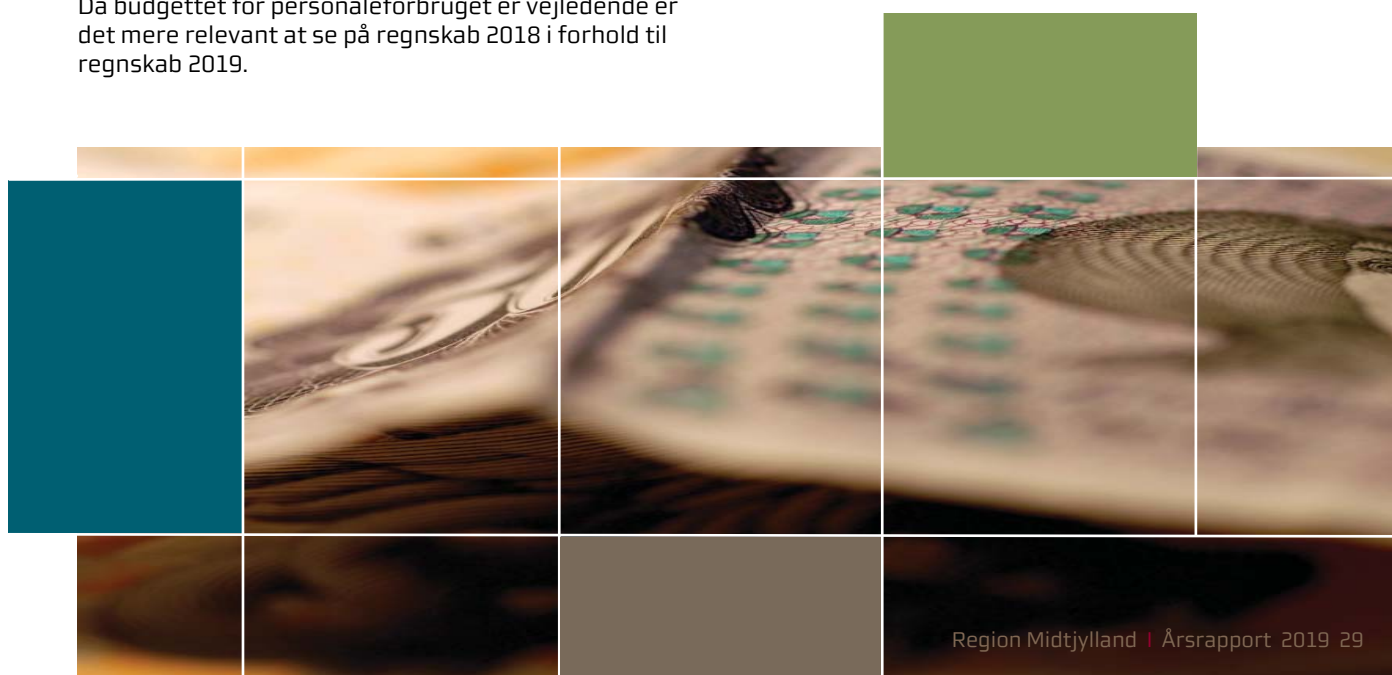 Da budgettet for personaleforbruget er vejledende er
det mere relevant at se på regnskab 2018 i forhold til
regnskab 2019.
Region Midtjylland I Årsrapport 2019 29